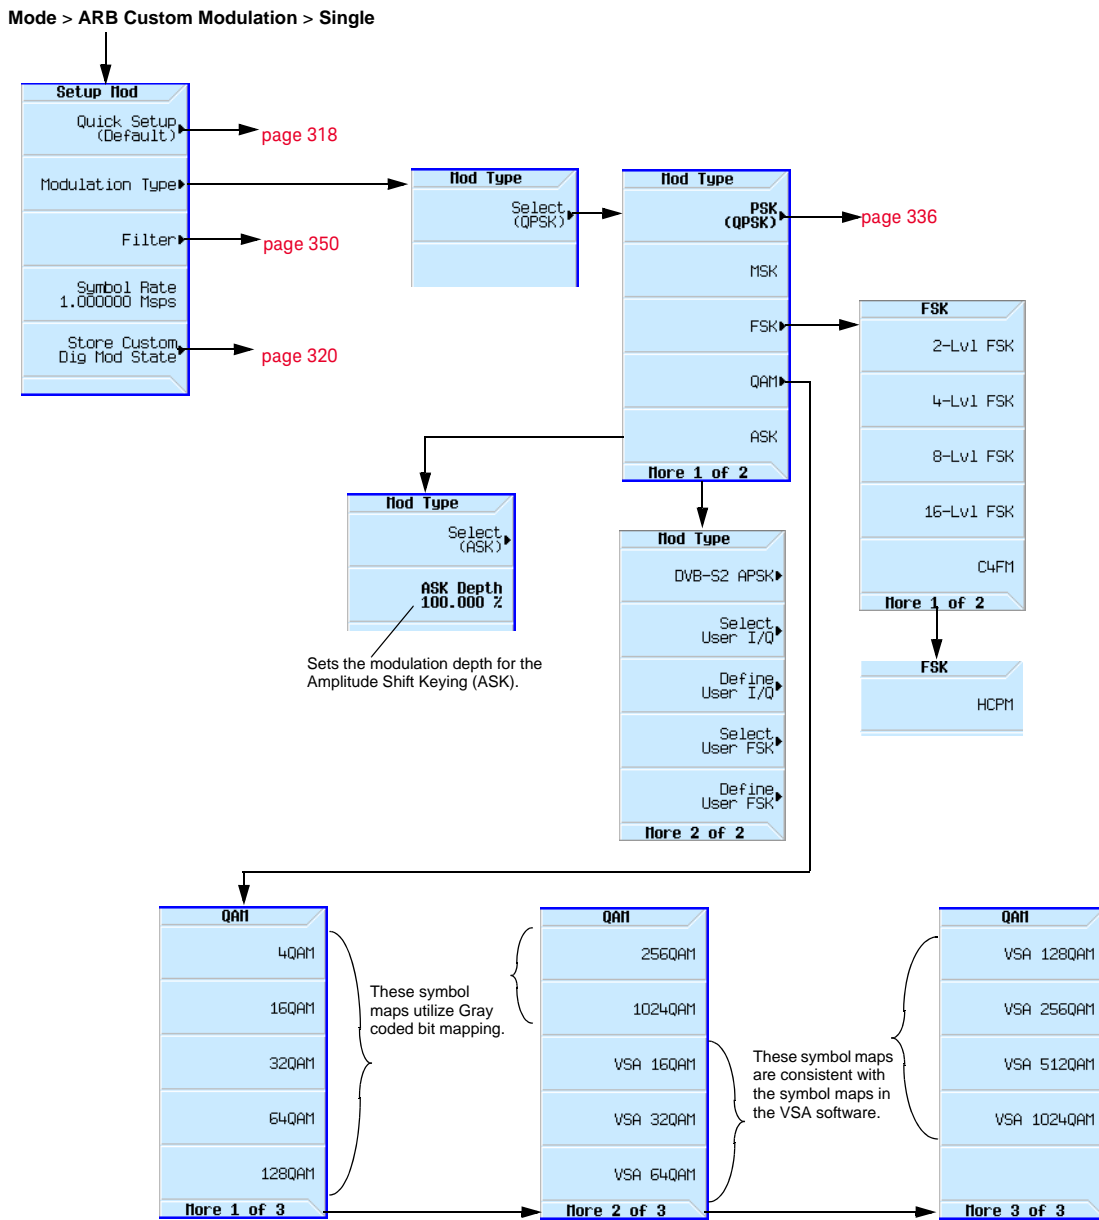 Mode > ARB Custom Modulation > Single
Setup Mod
Quick Setup
(Default)
page 318
Modulation Type
Filter
page 350
Symbol Rate
1.000000 Msps
Store Custom
Dig Mod State
page 320
Mod Type
Select
(QPSK)
Mod Type
PSK
(QPSK)
page 336
MSK
FSK
QAM
ASK
More 1 of 2
FSK
2-Lvl FSK
4-Lvl FSK
8-Lvl FSK
16-Lvl FSK
C4FM
More 1 of 2
FSK
HCPM
Mod Type
Select
(ASK)
ASK Depth
100.000 %
Sets the modulation depth for the
Amplitude Shift Keying (ASK).
Mod Type
DVB-S2 APSK
Select
User I/Q
Define
User I/Q
Select
User FSK
Define
User FSK
More 2 of 2
QAM
4QAM
16QAM
32QAM
64QAM
128QAM
More 1 of 3
These symbol
maps utilize Gray
coded bit mapping.
QAM
256QAM
1024QAM
VSA 16QAM
VSA 32QAM
VSA 64QAM
More 2 of 3
These symbol maps
are consistent with
the symbol maps in
the VSA software.
QAM
VSA 128QAM
VSA 256QAM
VSA 512QAM
VSA 1024QAM
More 3 of 3